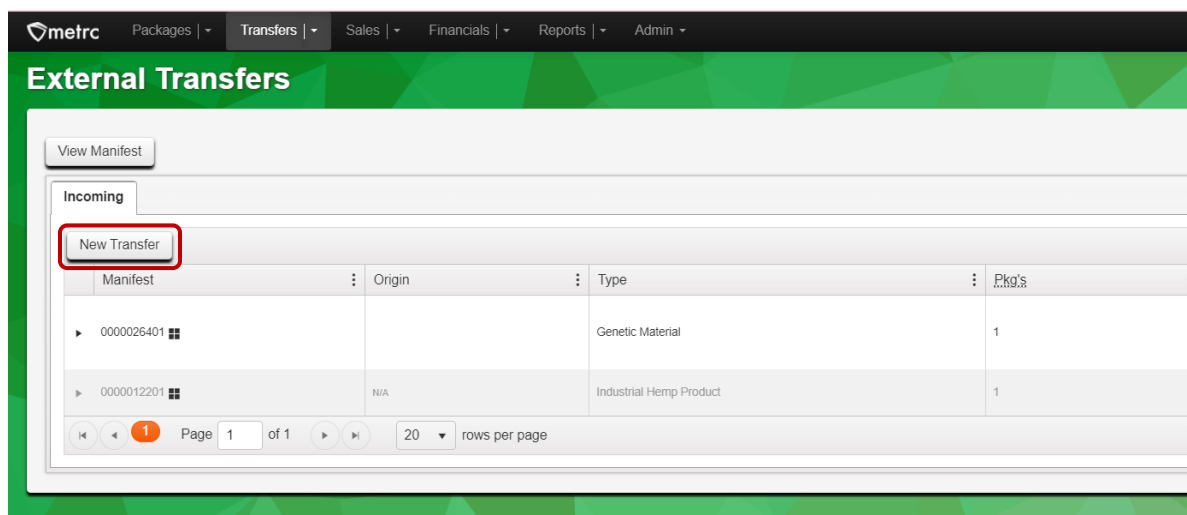 metrc Packages | Transfers | Sales | Financials | Reports | Admin
External Transfers
View Manifest
Incoming
New Transfer
Manifest Origin Type Pkg's
0000026401 Genetic Material 1
0000012201 N/A Industrial Hemp Product 1
1 Page 1 of 1 20 rows per page